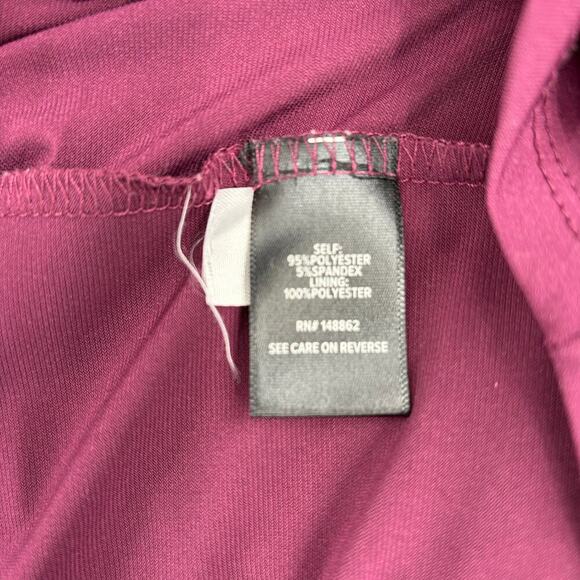 SELF:
95%POLYESTER
5%SPANDEX
LINING:
100%POLYESTER
RN# 148862
SEE CARE ON REVERSE